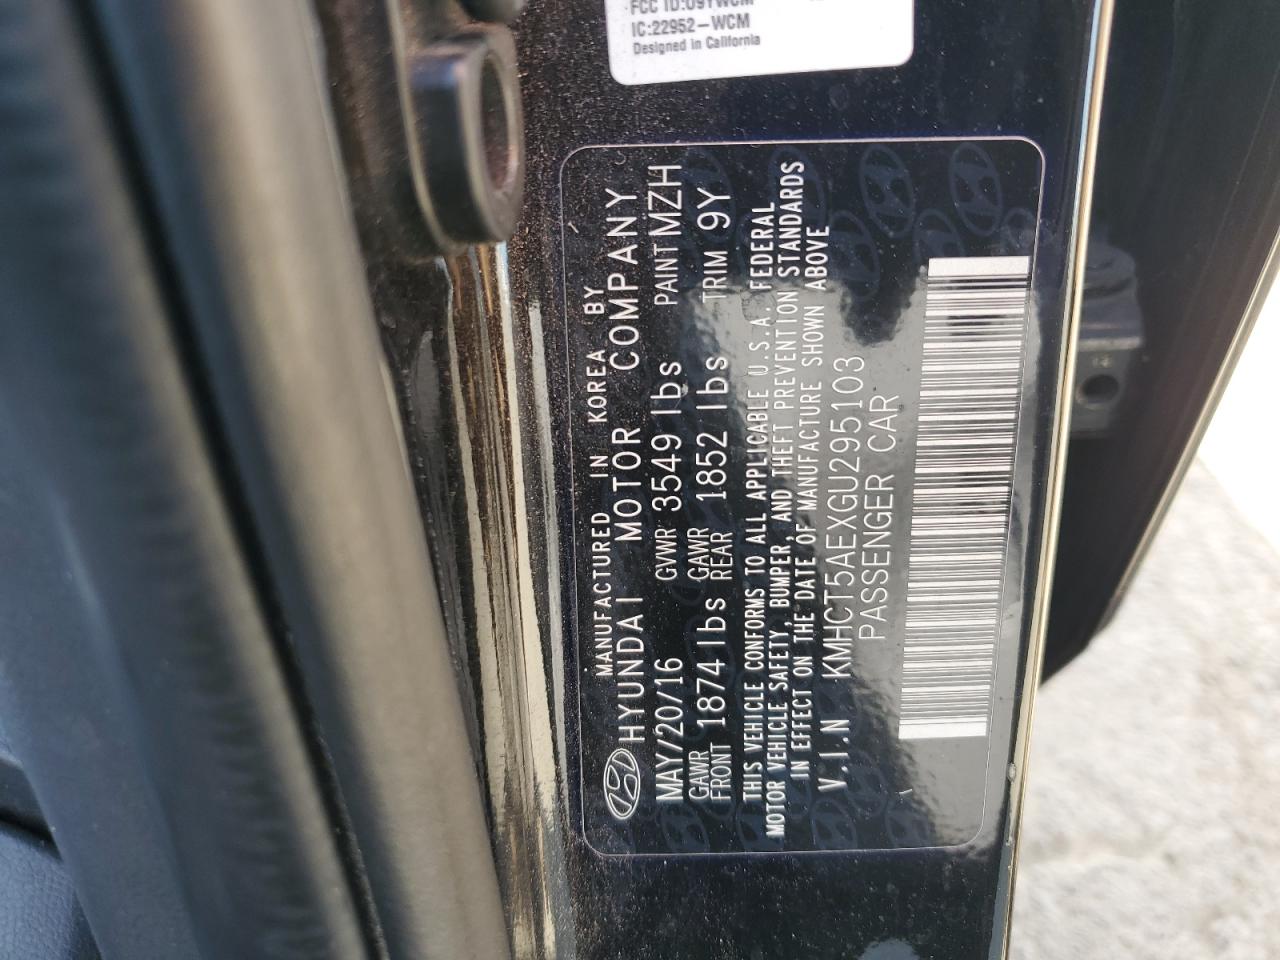 FCC ID:U9YWCM
IC:22952-WCM
Designed in California
MANUFACTURED IN KOREA BY
HYUNDAI MOTOR COMPANY
MAY/20/16 GVWR 3549 lbs PAINT MZH
GAWR FRONT 1874 lbs GAWR REAR 1852 lbs TRIM 9Y
THIS VEHICLE CONFORMS TO ALL APPLICABLE U.S.A. FEDERAL
MOTOR VEHICLE SAFETY, BUMPER, AND THEFT PREVENTION STANDARDS
IN EFFECT ON THE DATE OF MANUFACTURE SHOWN ABOVE
V.I.N KMHCT5AEXGU295103
PASSENGER CAR